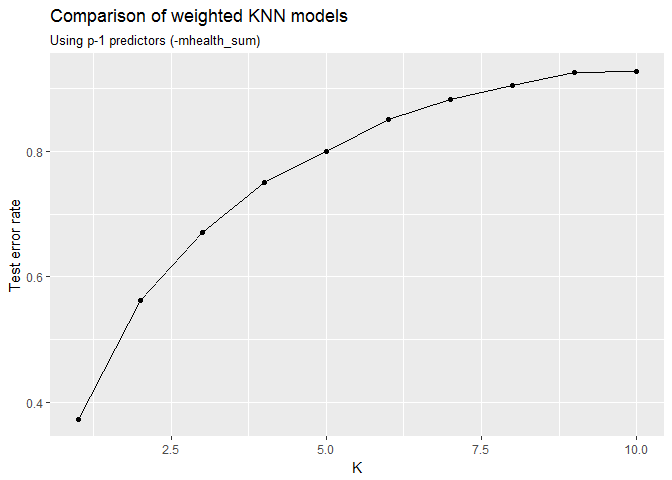 Comparison of weighted KNN models
Using p-1 predictors (-mhealth_sum)
Test error rate
0.8
0.6
0.4
2.5 5.0 7.5 10.0
K